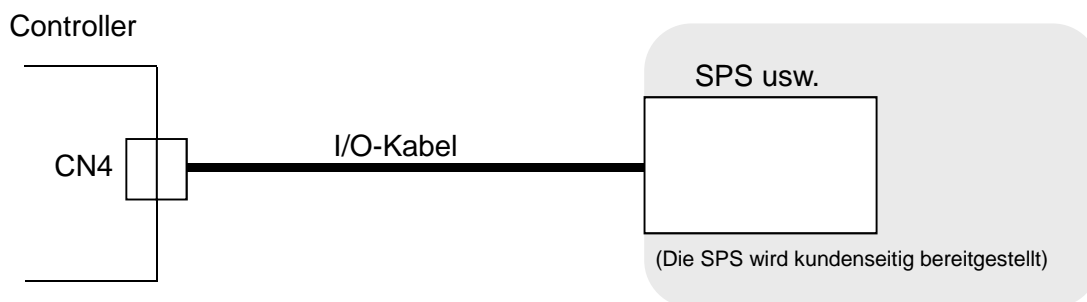 Controller
SPS usw.
I/O-Kabel
CN4
(Die SPS wird kundenseitig bereitgestellt)